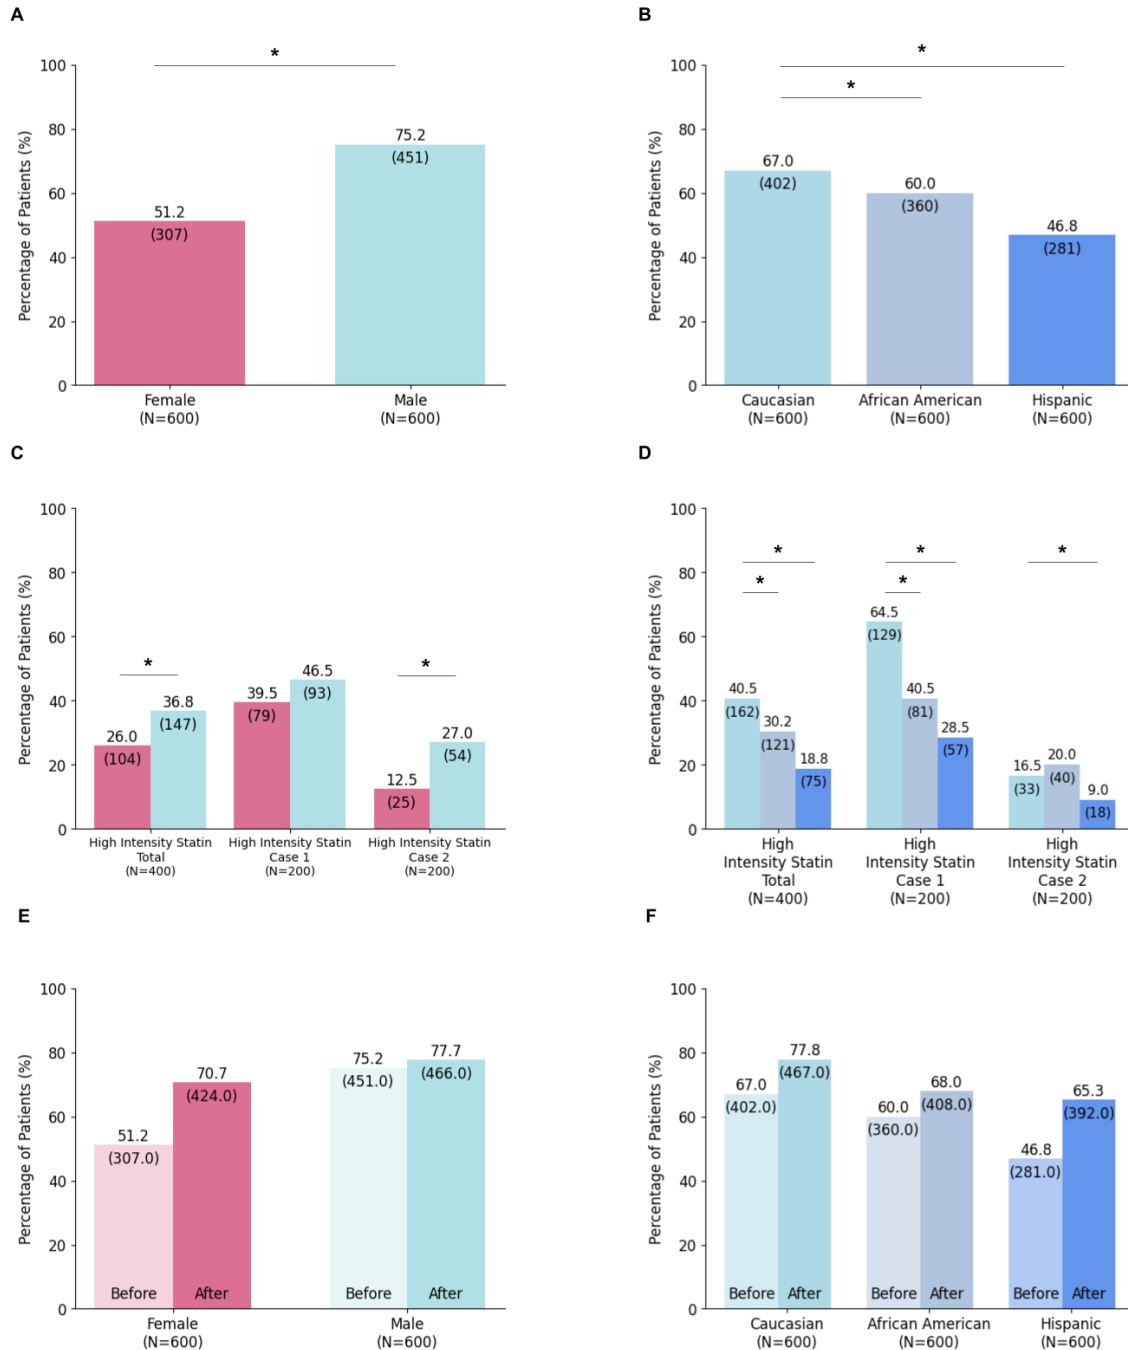 A
*
Percentage of Patients (%)
100
80
60
40
20
0
51.2
(307)
75.2
(451)
Female
(N=600)
Male
(N=600)
B
*
*
Percentage of Patients (%)
100
80
60
40
20
0
67.0
(402)
60.0
(360)
46.8
(281)
Caucasian
(N=600)
African American
(N=600)
Hispanic
(N=600)
C
Percentage of Patients (%)
100
80
60
40
20
0
*
*
26.0
(104)
36.8
(147)
39.5
(79)
46.5
(93)
12.5
(25)
27.0
(54)
High Intensity Statin
Total
(N=400)
High Intensity Statin
Case 1
(N=200)
High Intensity Statin
Case 2
(N=200)
D
Percentage of Patients (%)
100
80
60
40
20
0
*
*
*
*
*
40.5
(162)
30.2
(121)
18.8
(75)
64.5
(129)
40.5
(81)
28.5
(57)
16.5
(33)
20.0
(40)
9.0
(18)
High
Intensity Statin
Total
(N=400)
High
Intensity Statin
Case 1
(N=200)
High
Intensity Statin
Case 2
(N=200)
E
Percentage of Patients (%)
100
80
60
40
20
0
51.2
(307.0)
70.7
(424.0)
75.2
(451.0)
77.7
(466.0)
Before
After
Before
After
Female
(N=600)
Male
(N=600)
F
Percentage of Patients (%)
100
80
60
40
20
0
67.0
(402.0)
77.8
(467.0)
60.0
(360.0)
68.0
(408.0)
46.8
(281.0)
65.3
(392.0)
Before
After
Before
After
Before
After
Caucasian
(N=600)
African American
(N=600)
Hispanic
(N=600)